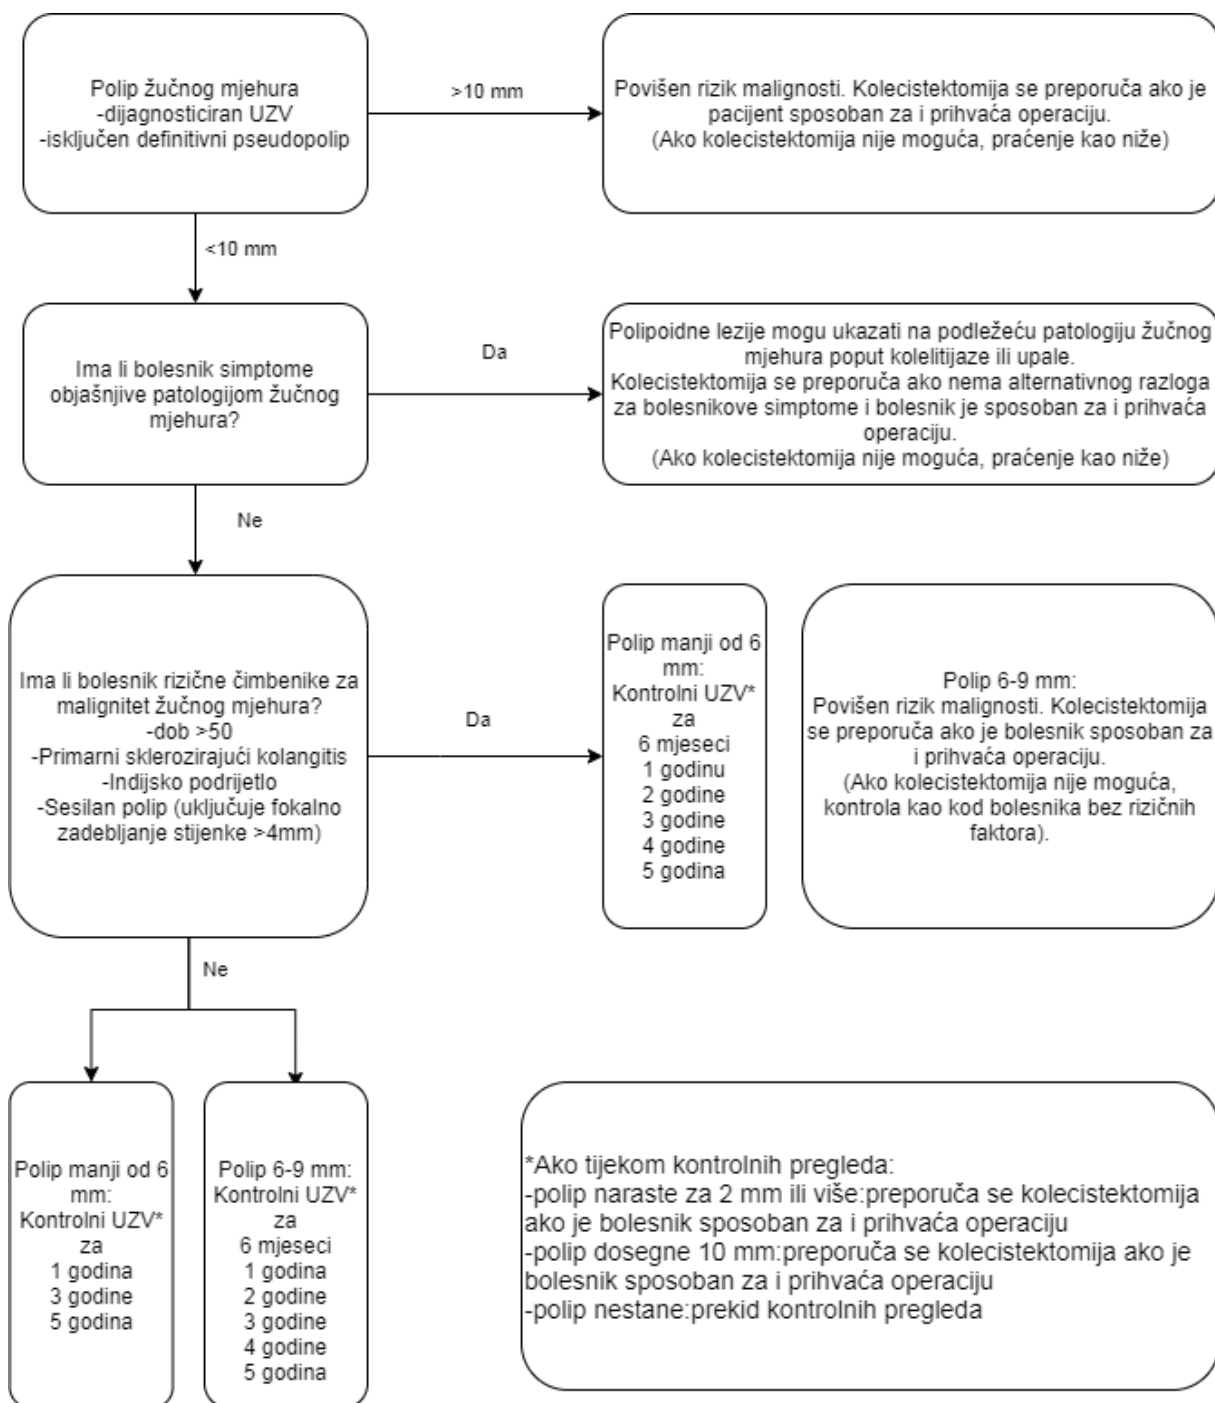 Polip žučnog mjehura
-dijagnosticiran UZV
-isključen definitivni pseudopolip
>10 mm
Povišen rizik malignosti. Kolecistektomija se preporuča ako je
pacijent sposoban za i prihvaća operaciju.
(Ako kolecistektomija nije moguća, praćenje kao niže)
<10 mm
Ima li bolesnik simptome
objašnjive patologijom žučnog
mjehura?
Da
Polipoidne lezije mogu ukazati na podležeću patologiju žučnog
mjehura poput kolelitijaze ili upale.
Kolecistektomija se preporuča ako nema alternativnog razloga
za bolesnikove simptome i bolesnik je sposoban za i prihvaća
operaciju.
(Ako kolecistektomija nije moguća, praćenje kao niže)
Ne
Ima li bolesnik rizične čimbenike za
malignitet žučnog mjehura?
-dob >50
-Primarni sklerozirajući kolangitis
-Indijsko podrijetlo
-Sesilan polip (uključuje fokalno
zadebljanje stijenke >4mm)
Da
Polip manji od 6
mm:
Kontrolni UZV*
za
6 mjeseci
1 godinu
2 godine
3 godine
4 godine
5 godina
Polip 6-9 mm:
Povišen rizik malignosti. Kolecistektomija
se preporuča ako je bolesnik sposoban za
i prihvaća operaciju.
(Ako kolecistektomija nije moguća,
kontrola kao kod bolesnika bez rizičnih
faktora).
Ne
Polip manji od 6
mm:
Kontrolni UZV*
za
1 godina
3 godine
5 godina
Polip 6-9 mm:
Kontrolni UZV*
za
6 mjeseci
1 godina
2 godine
3 godine
4 godine
5 godina
*Ako tijekom kontrolnih pregleda:
-polip naraste za 2 mm ili više:preporuča se kolecistektomija
ako je bolesnik sposoban za i prihvaća operaciju
-polip dosegne 10 mm:preporuča se kolecistektomija ako je
bolesnik sposoban za i prihvaća operaciju
-polip nestane:prekid kontrolnih pregleda